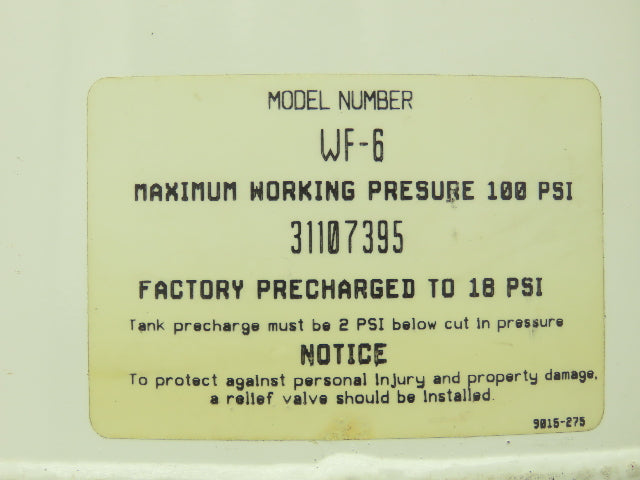 MODEL NUMBER
WF-6
MAXIMUM WORKING PRESURE 100 PSI
31107395
FACTORY PRECHARGED TO 18 PSI
Tank precharge must be 2 PSI below cut in pressure
NOTICE
To protect against personal injury and property damage,
a relief valve should be installed.
9015-275